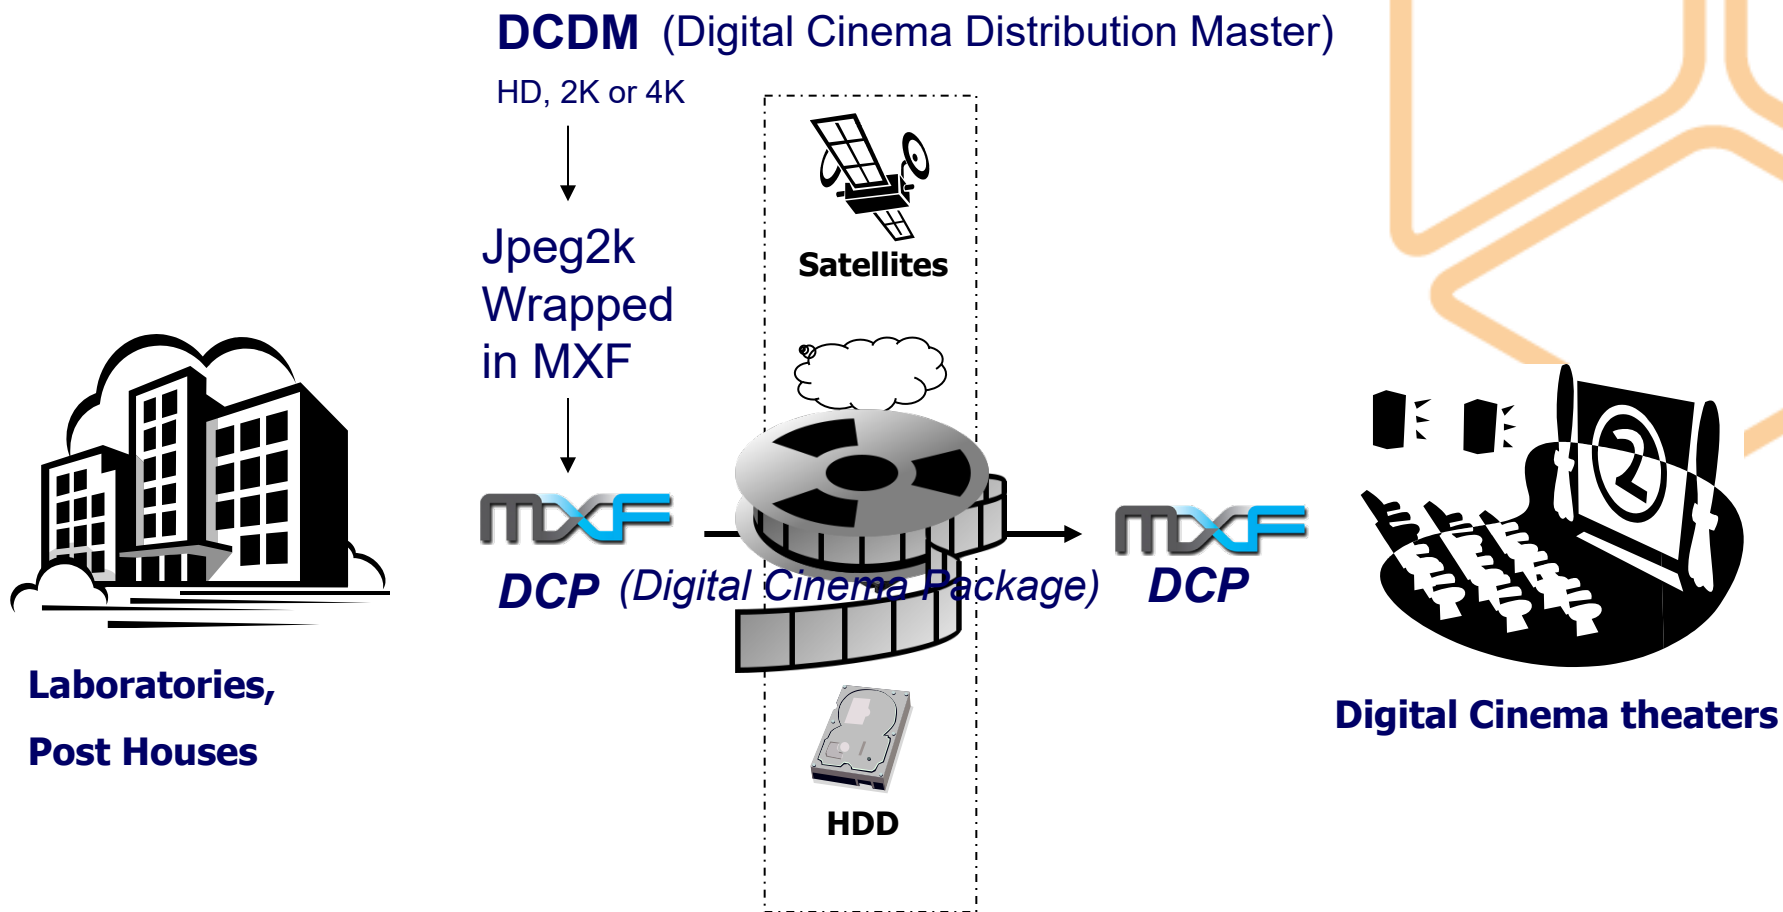 DCDM (Digital Cinema Distribution Master)
HD, 2K or 4K
Jpeg2k
Wrapped
in MXF
Satellites
MXF
DCP (Digital Cinema Package)
MXF
DCP
2
HDD
Laboratories,
Post Houses
Digital Cinema theaters